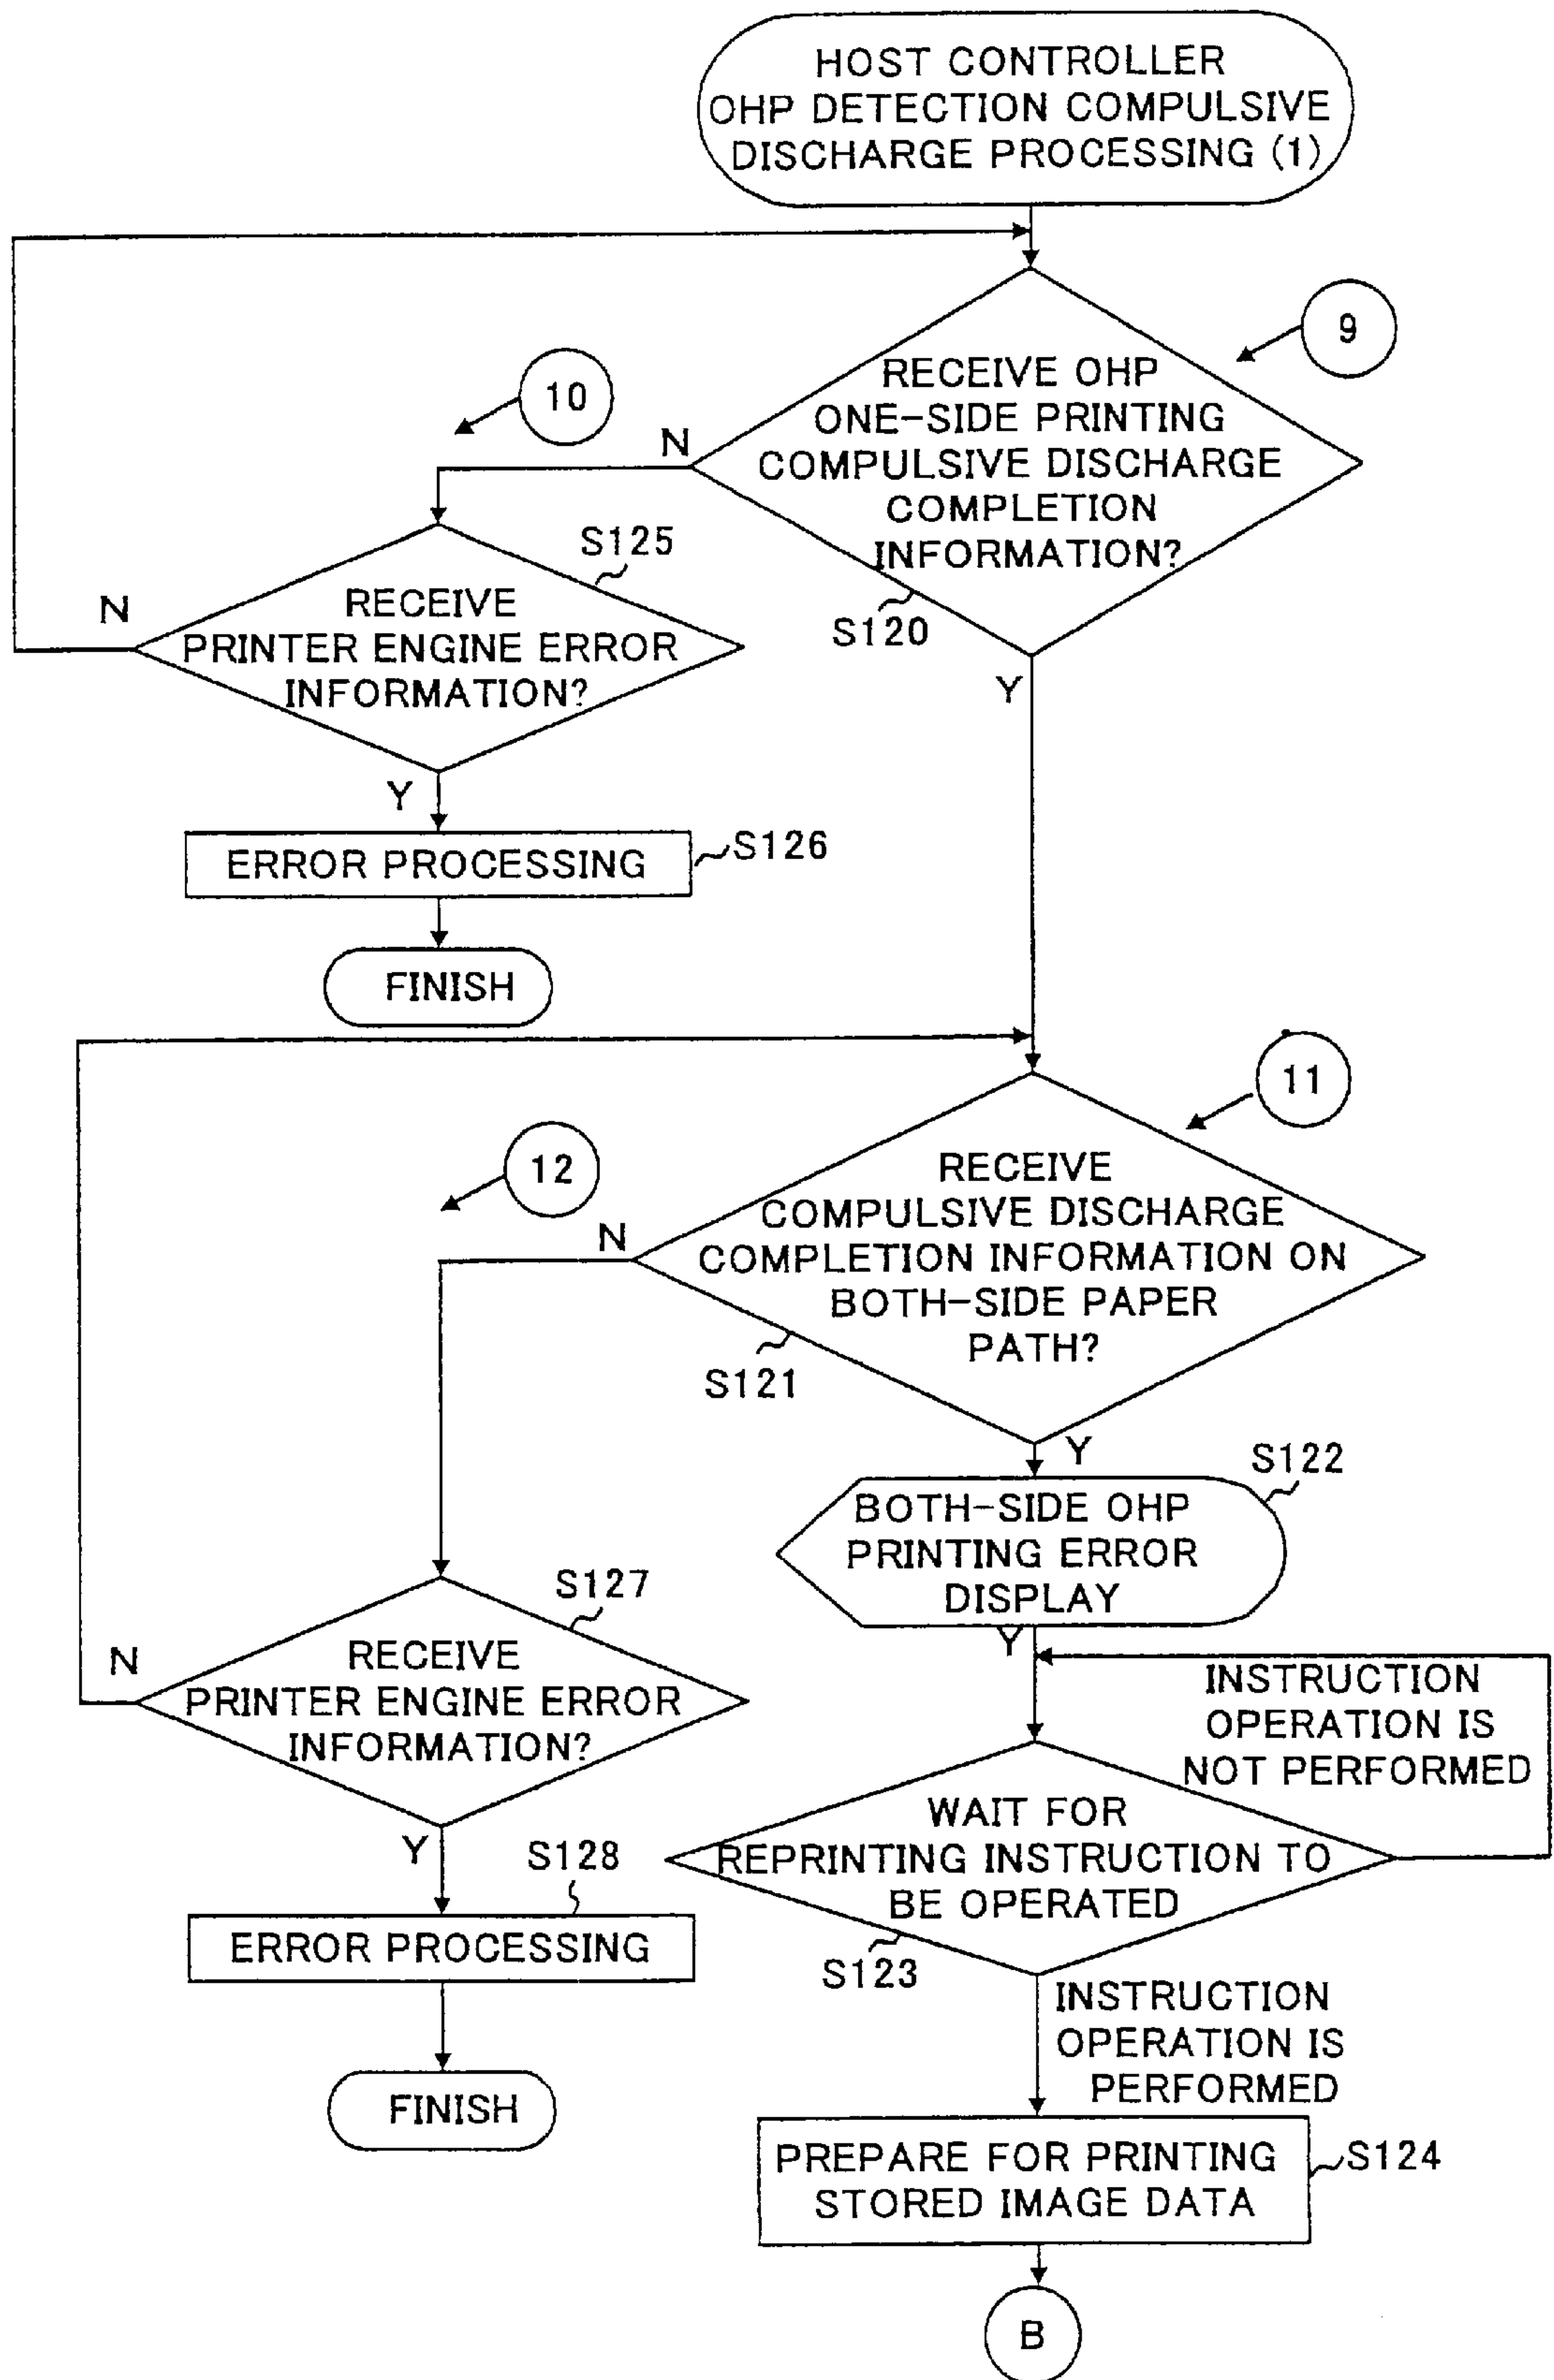 HOST CONTROLLER
OHP DETECTION COMPULSIVE
DISCHARGE PROCESSING (1)
9
RECEIVE OHP
ONE-SIDE PRINTING
COMPULSIVE DISCHARGE
COMPLETION
INFORMATION?
S120
N
Y
10
S125
RECEIVE
PRINTER ENGINE ERROR
INFORMATION?
N
Y
ERROR PROCESSING
S126
FINISH
11
RECEIVE
COMPULSIVE DISCHARGE
COMPLETION INFORMATION ON
BOTH-SIDE PAPER
PATH?
S121
N
Y
12
S122
BOTH-SIDE OHP
PRINTING ERROR
DISPLAY
Y
S127
RECEIVE
PRINTER ENGINE ERROR
INFORMATION?
N
Y
S128
ERROR PROCESSING
FINISH
INSTRUCTION
OPERATION IS
NOT PERFORMED
WAIT FOR
REPRINTING INSTRUCTION TO
BE OPERATED
S123
INSTRUCTION
OPERATION IS
PERFORMED
PREPARE FOR PRINTING
STORED IMAGE DATA
S124
B